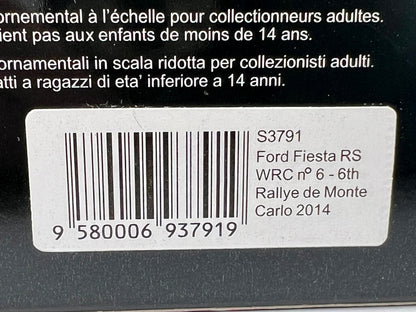 ornemental à l'échelle pour collectionneurs adultes.
ient pas aux enfants de moins de 14 ans.
ornamentali in scala ridotta per collezionisti adulti.
atti a ragazzi di eta' inferiore a 14 anni.
S3791
Ford Fiesta RS
WRC nº 6 - 6th
Rallye de Monte
Carlo 2014
9 580006 937919